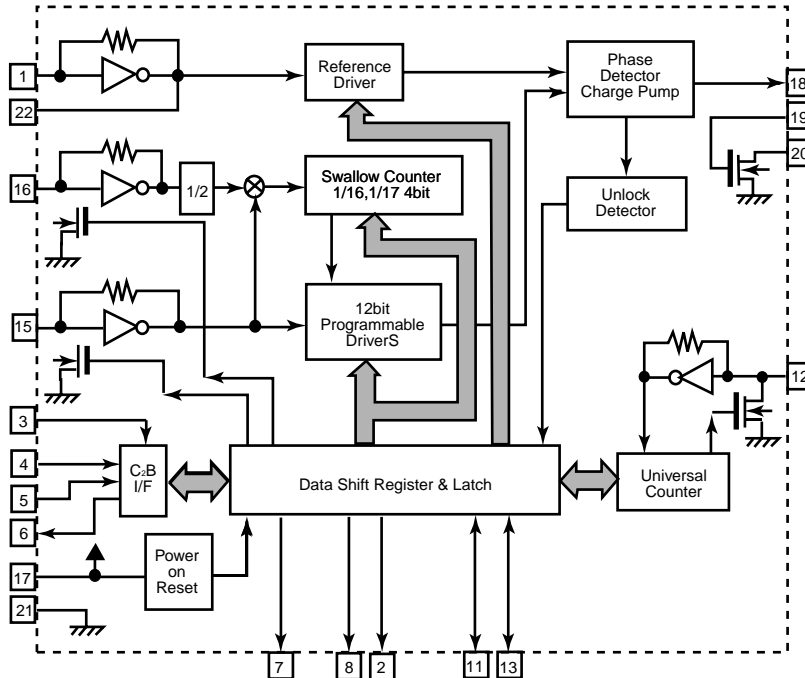 1
22
Reference
Driver
Phase
Detector
Charge Pump
18
19
20
16
1/2
Swallow Counter
1/16,1/17 4bit
Unlock
Detector
15
12bit
Programmable
DriverS
12
3
4
5
6
C2B
I/F
Data Shift Register & Latch
Universal
Counter
17
Power
on
Reset
21
7
8
2
11
13